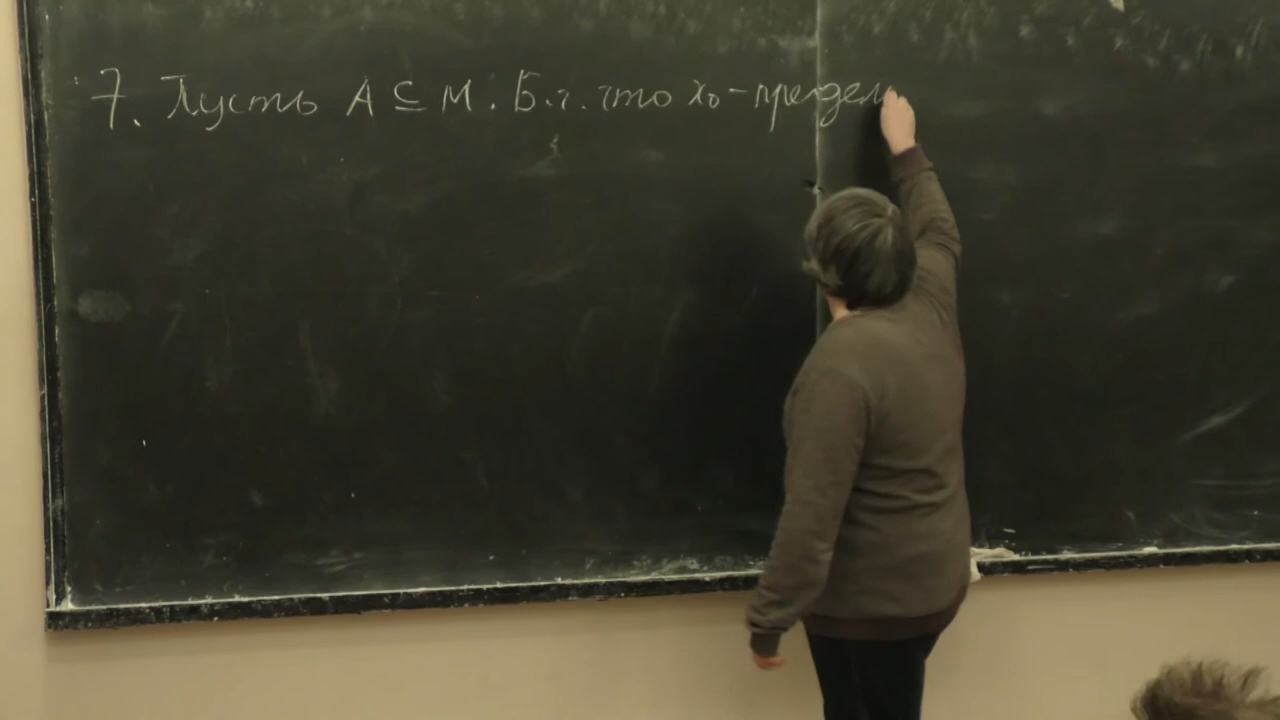 7. Пусть A ⊆ M. Б.г. что x₀ - предел